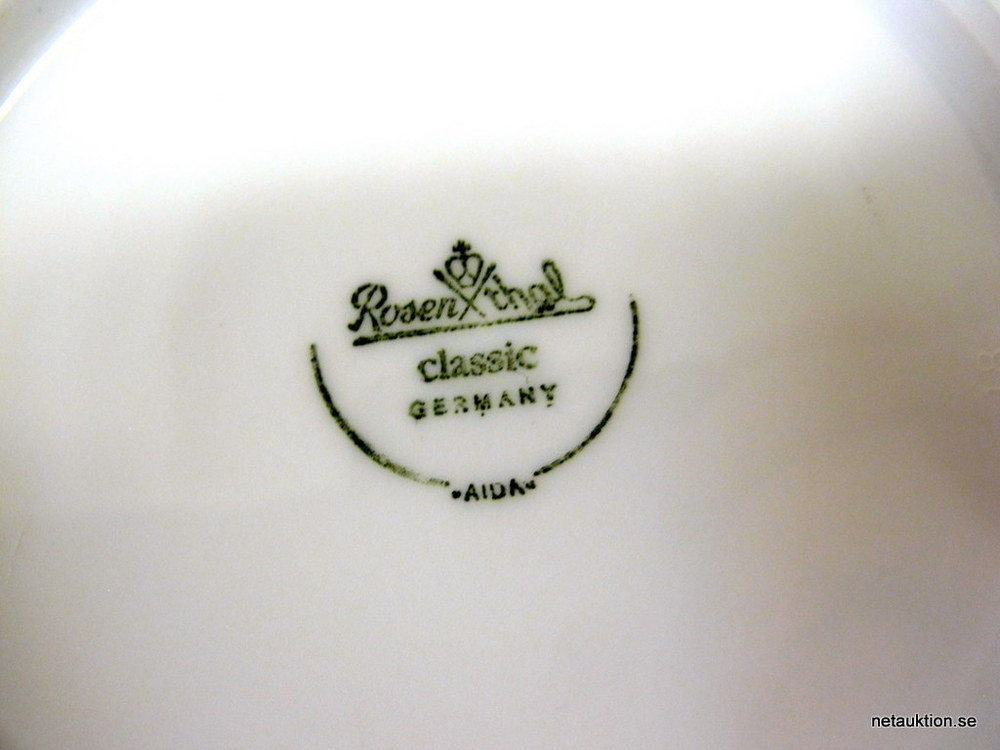 Rosenthal
classic
GERMANY
·AIDA·
netauktion.se